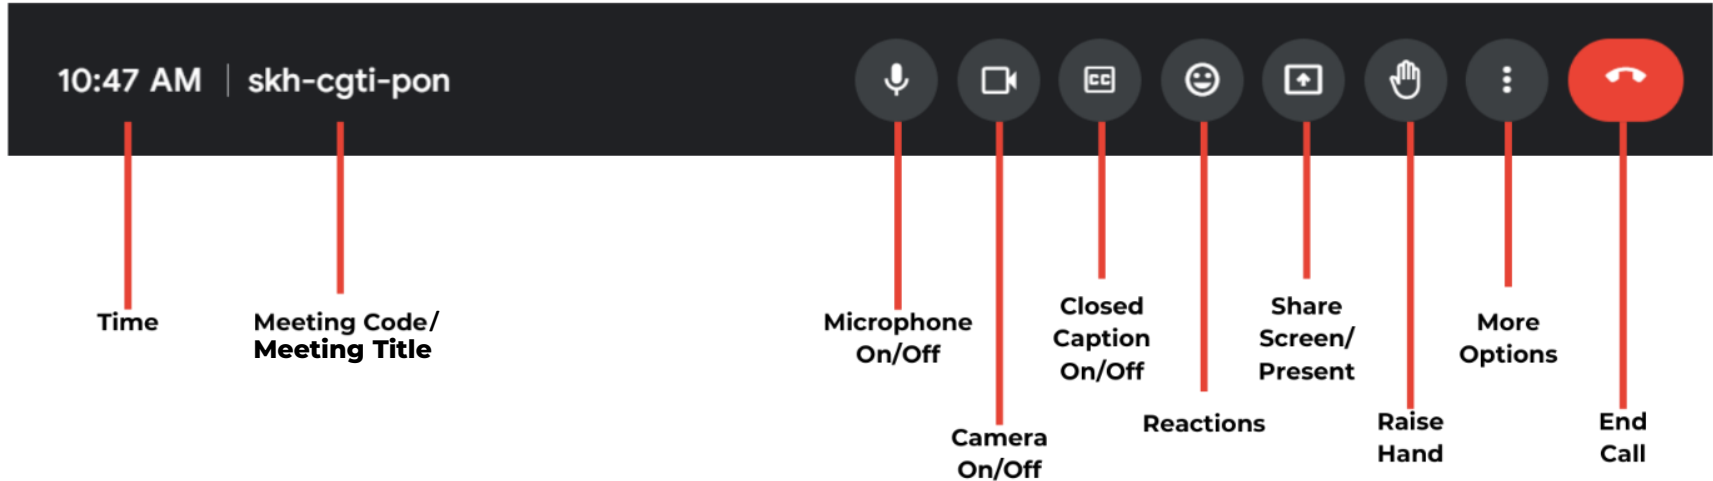 10:47 AM | skh-cgti-pon
CC
Time
Meeting Code/
Meeting Title
Microphone
On/Off
Camera
On/Off
Closed
Caption
On/Off
Reactions
Share
Screen/
Present
Raise
Hand
More
Options
End
Call